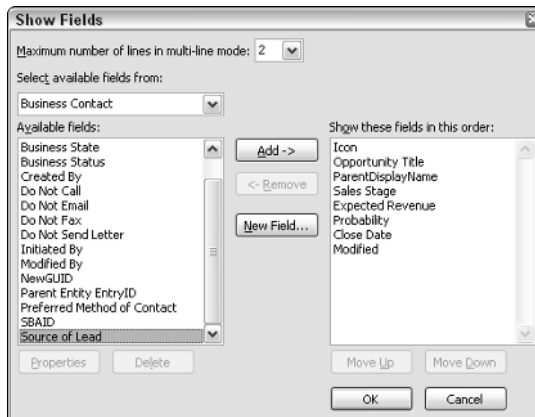 Show Fields
Maximum number of lines in multi-line mode: 2
Select available fields from:
Business Contact
Available fields:
Business State
Business Status
Created By
Do Not Call
Do Not Email
Do Not Fax
Do Not Send Letter
Initiated By
Modified By
NewGUID
Parent Entity EntryID
Preferred Method of Contact
SBAID
Source of Lead
Properties
Delete
Add ->
<- Remove
New Field...
Show these fields in this order:
Icon
Opportunity Title
ParentDisplayName
Sales Stage
Expected Revenue
Probability
Close Date
Modified
Move Up
Move Down
OK
Cancel